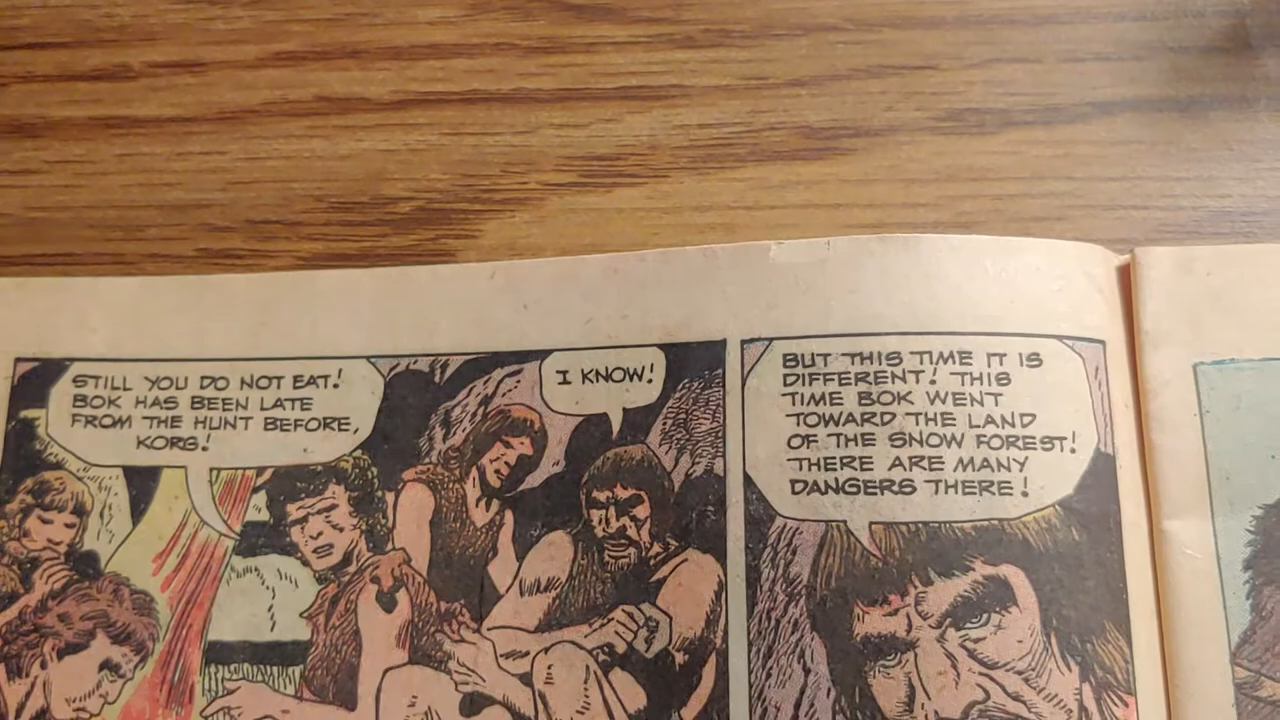 STILL YOU DO NOT EAT!
BOK HAS BEEN LATE
FROM THE HUNT BEFORE,
KORG!
I KNOW!
BUT THIS TIME IT IS
DIFFERENT! THIS
TIME BOK WENT
TOWARD THE LAND
OF THE SNOW FOREST!
THERE ARE MANY
DANGERS THERE!